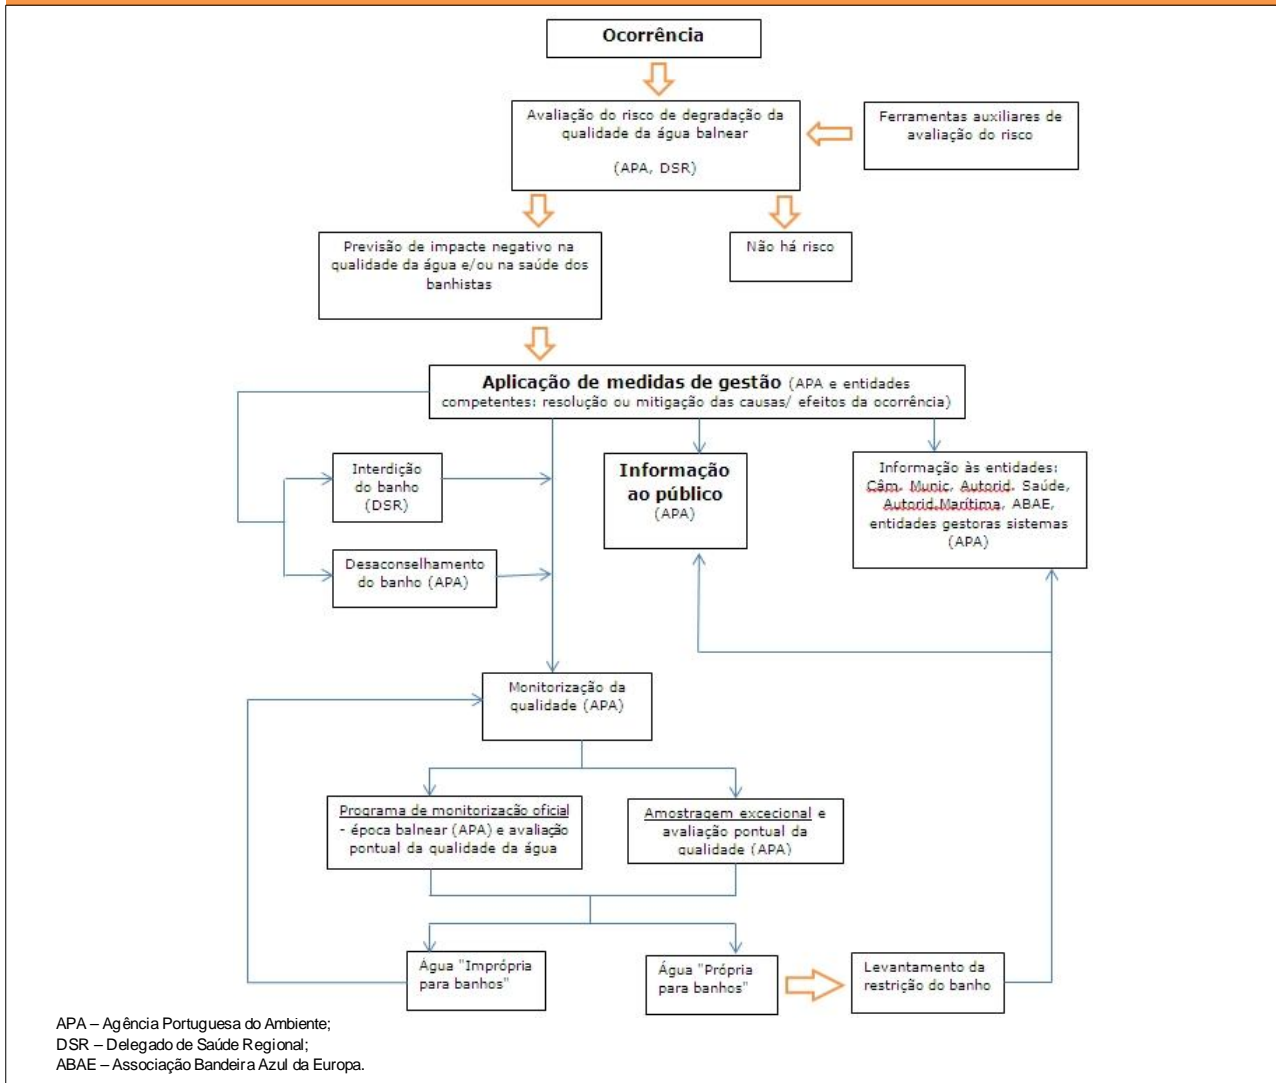 Ocorrência
Avaliação do risco de degradação da
qualidade da água balnear
(APA, DSR)
Ferramentas auxiliares de
avaliação do risco
Previsão de impacte negativo na
qualidade da água e/ou na saúde dos
banhistas
Não há risco
Aplicação de medidas de gestão (APA e entidades
competentes: resolução ou mitigação das causas/ efeitos da ocorrência)
Interdição
do banho
(DSR)
Informação
ao público
(APA)
Informação às entidades:
Câm. Munic, Autorid. Saúde,
Autorid.Marítima, ABAE,
entidades gestoras sistemas
(APA)
Desaconselhamento
do banho (APA)
Monitorização da
qualidade (APA)
Programa de monitorização oficial
- época balnear (APA) e avaliação
pontual da qualidade da água
Amostragem excecional e
avaliação pontual da
qualidade (APA)
Água "Imprópria
para banhos"
Água "Própria
para banhos"
Levantamento da
restrição do banho
APA – Agência Portuguesa do Ambiente;
DSR – Delegado de Saúde Regional;
ABAE – Associação Bandeira Azul da Europa.